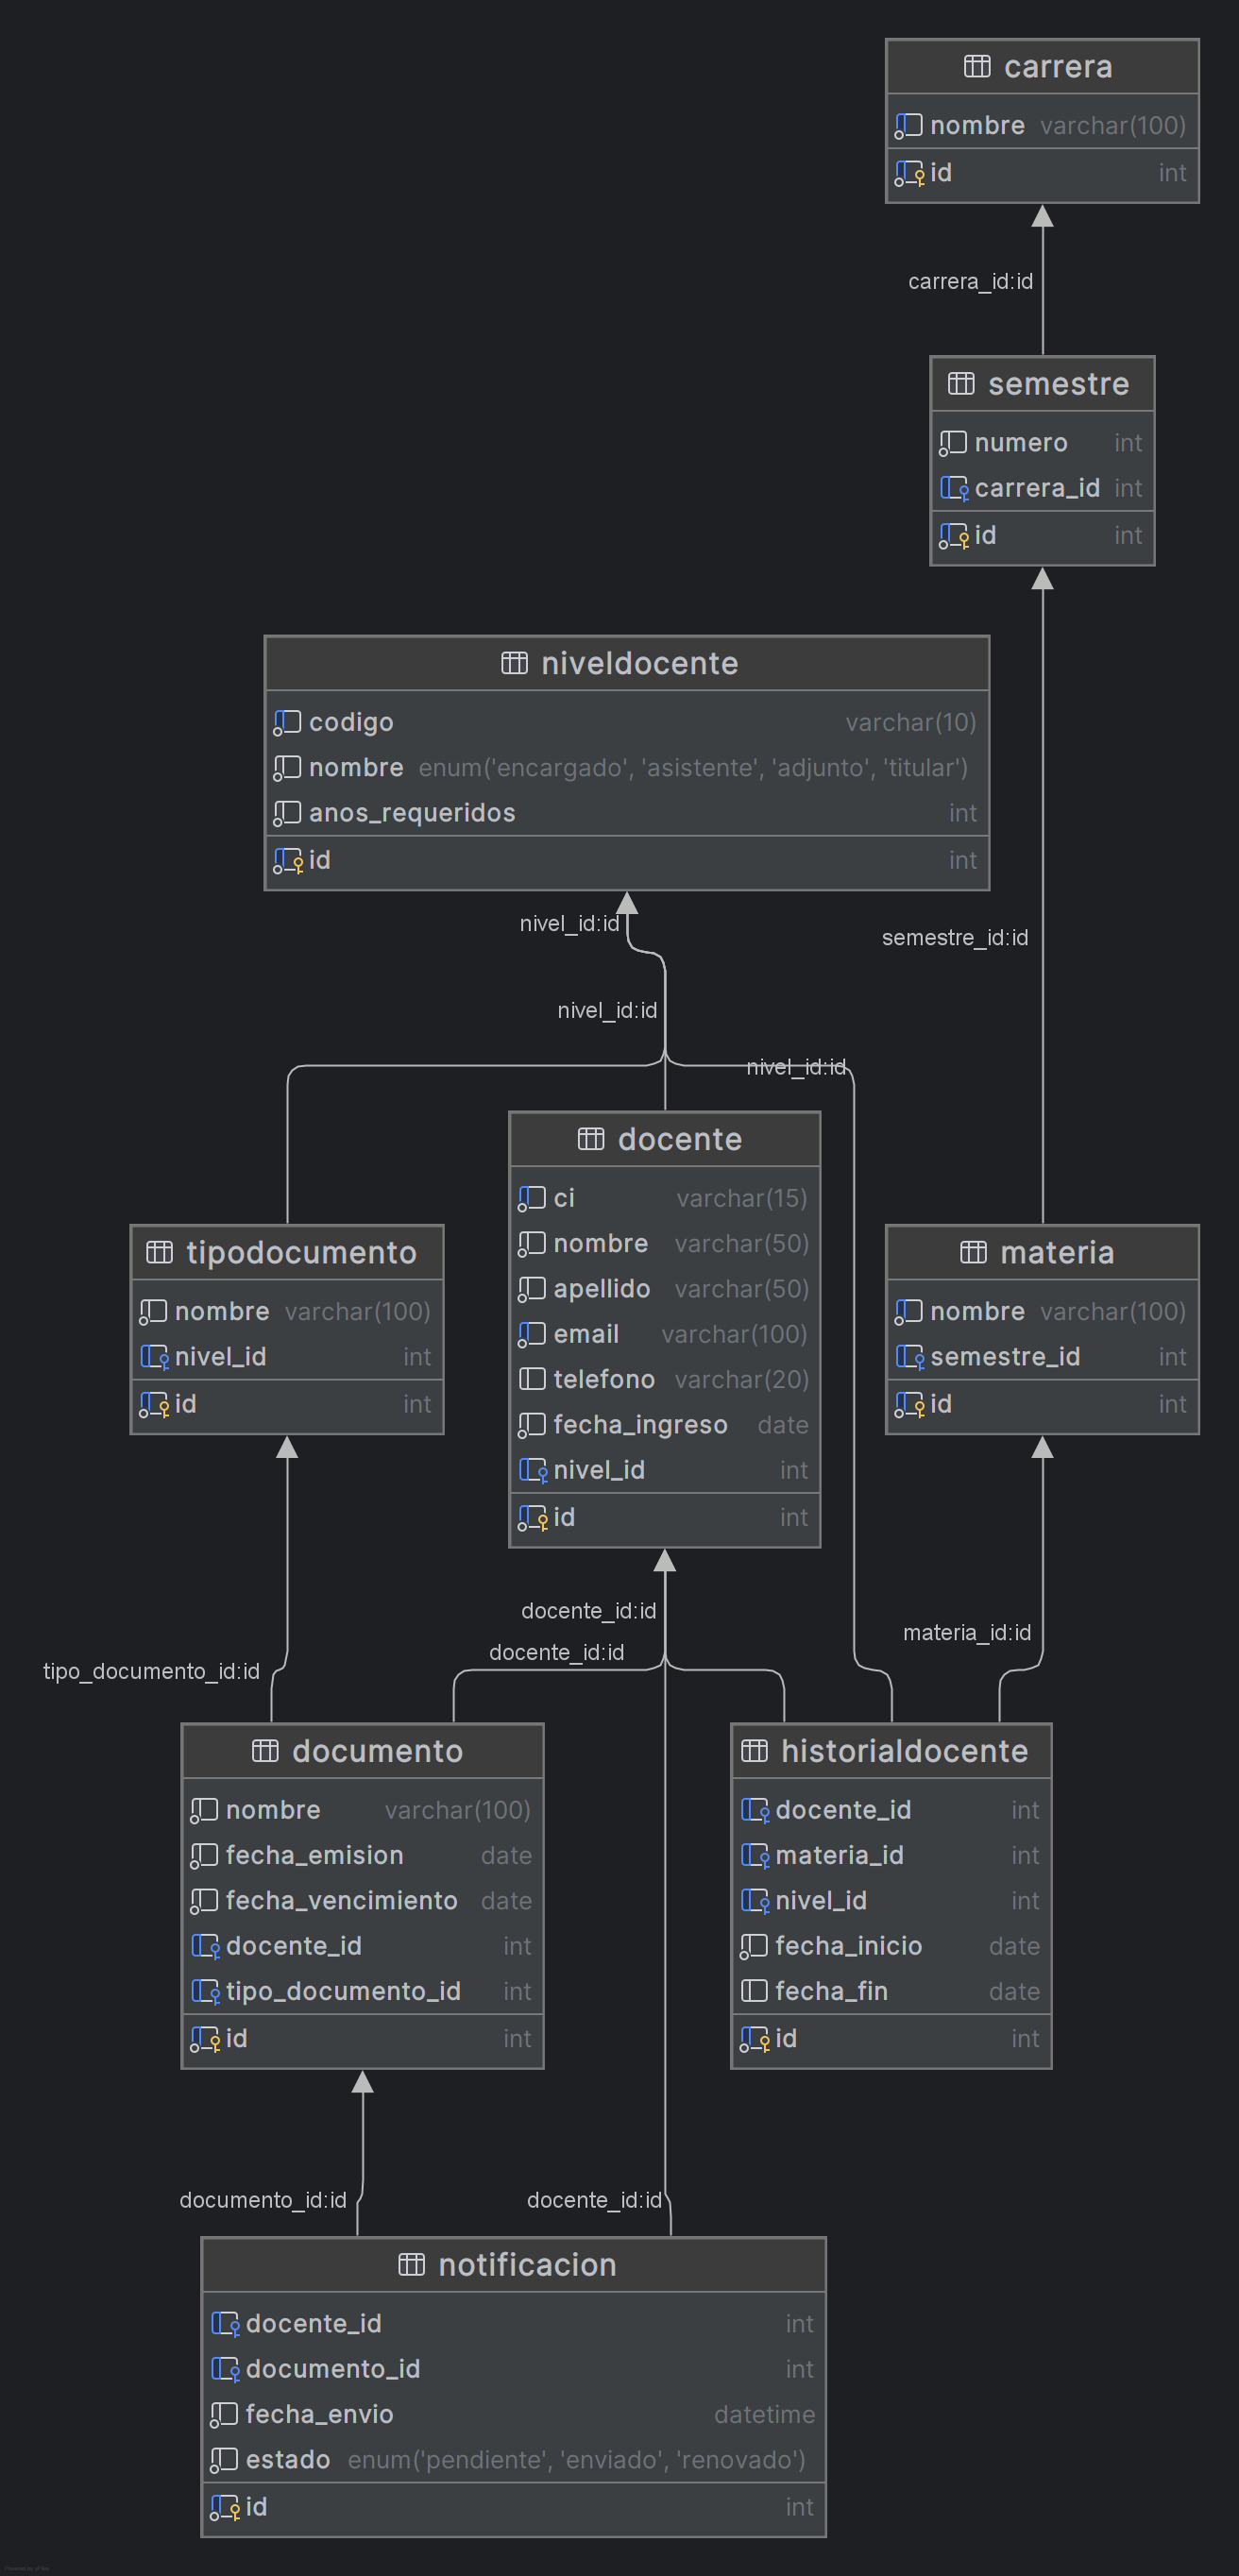 carrera
nombre varchar(100)
id int
carrera_id:id
semestre
numero int
carrera_id int
id int
niveldocente
codigo varchar(10)
nombre enum('encargado', 'asistente', 'adjunto', 'titular')
anos_requeridos int
id int
nivel_id:id
semestre_id:id
nivel_id:id
nivel_id:id
docente
ci varchar(15)
nombre varchar(50)
apellido varchar(50)
email varchar(100)
telefono varchar(20)
fecha_ingreso date
nivel_id int
id int
tipodocumento
nombre varchar(100)
nivel_id int
id int
materia
nombre varchar(100)
semestre_id int
id int
docente_id:id
materia_id:id
docente_id:id
tipo_documento_id:id
documento
nombre varchar(100)
fecha_emision date
fecha_vencimiento date
docente_id int
tipo_documento_id int
id int
historialdocente
docente_id int
materia_id int
nivel_id int
fecha_inicio date
fecha_fin date
id int
documento_id:id
docente_id:id
notificacion
docente_id int
documento_id int
fecha_envio datetime
estado enum('pendiente', 'enviado', 'renovado')
id int
Powered by yFiles